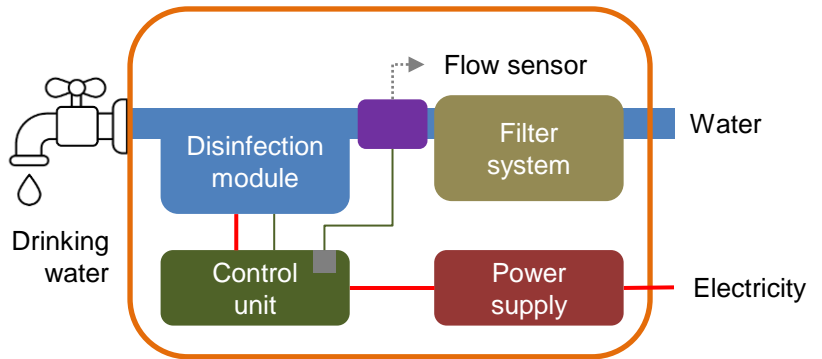 Flow sensor
Water
Disinfection
module
Filter
system
Drinking
water
Control
unit
Power
supply
Electricity